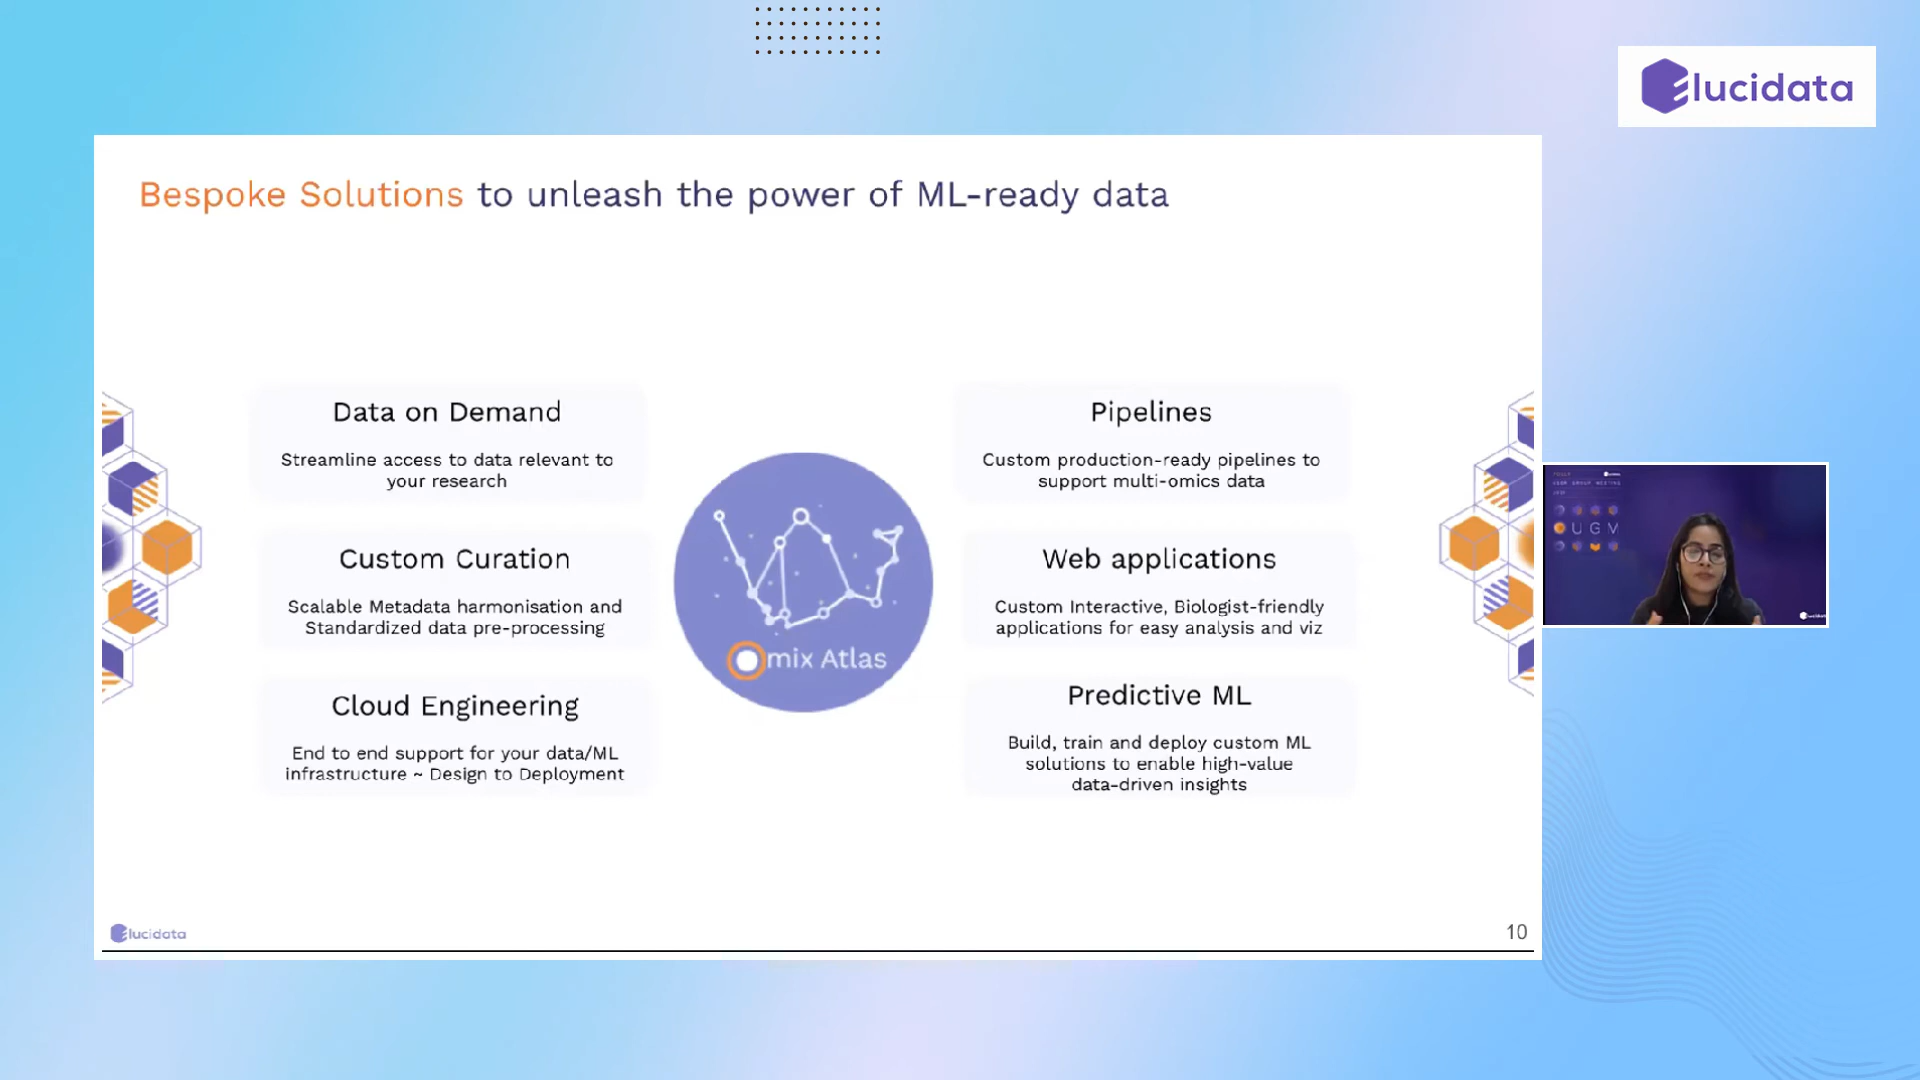 Elucidata
Bespoke Solutions to unleash the power of ML-ready data
Data on Demand
Streamline access to data relevant to
your research
Custom Curation
Scalable Metadata harmonisation and
Standardized data pre-processing
Cloud Engineering
End to end support for your data/ML
infrastructure ~ Design to Deployment
Omix Atlas
Pipelines
Custom production-ready pipelines to
support multi-omics data
Web applications
Custom Interactive, Biologist-friendly
applications for easy analysis and viz
Predictive ML
Build, train and deploy custom ML
solutions to enable high-value
data-driven insights
USER GROUP MEETING
UGM
Elucidata
10